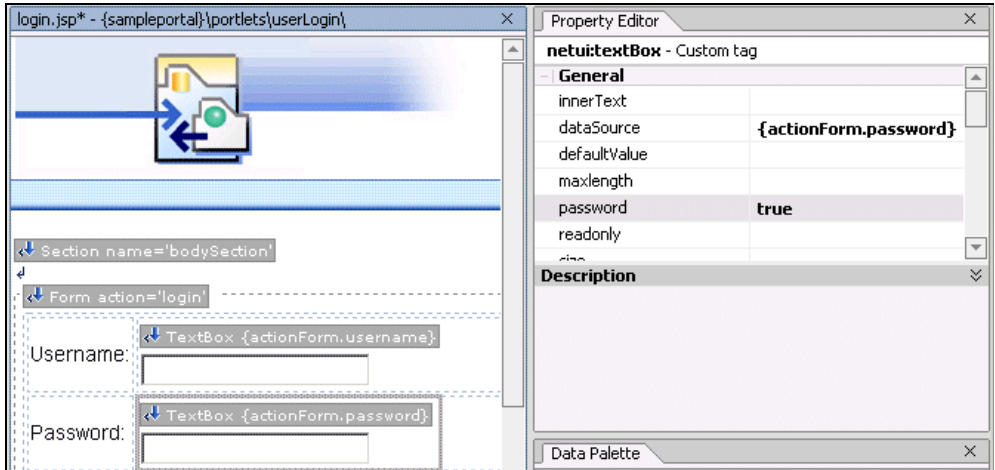 login.jsp* - {sampleportal}\portlets\userLogin\
Section name='bodySection'
Form action='login'
TextBox {actionForm.username}
Username:
TextBox {actionForm.password}
Password:
Property Editor
netui:textBox - Custom tag
General
innerText
dataSource {actionForm.password}
defaultValue
maxlength
password true
readonly
size
Description
Data Palette